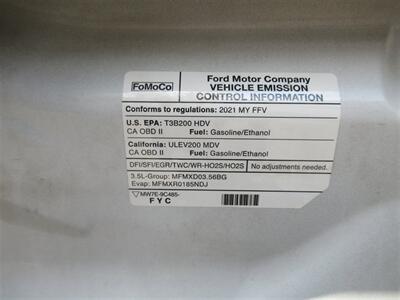 FoMoCo
Ford Motor Company
VEHICLE EMISSION
CONTROL INFORMATION
Conforms to regulations: 2021 MY FFV
U.S. EPA: T3B200 HDV
CA OBD II Fuel: Gasoline/Ethanol
California: ULEV200 MDV
CA OBD II Fuel: Gasoline/Ethanol
DFI/SFI/EGR/TWC/WR-HO2S/HO2S No adjustments needed.
3.5L-Group: MFMXD03.56BG
Evap: MFMXR0185NDJ
MW7E-9C485-
FYC